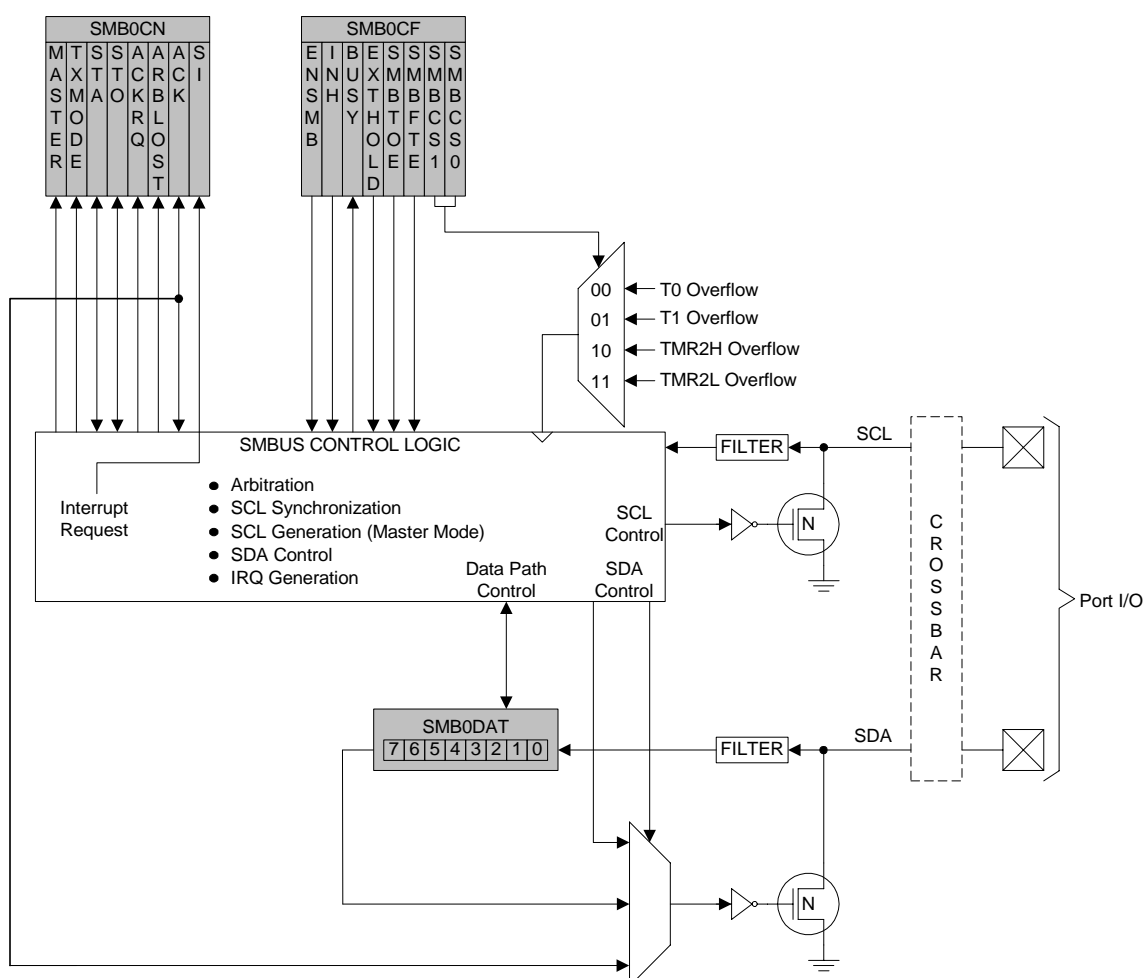 SMB0CN
MASTER
TXMODE
STA
STO
ACKRQ
ARBLOST
ACK
SI
SMB0CF
ENSMB
INH
BUSY
EXTHOLD
SMBTOE
SMBFTE
SMBCS1
SMBCS0
00
T0 Overflow
01
T1 Overflow
10
TMR2H Overflow
11
TMR2L Overflow
SMBUS CONTROL LOGIC
Interrupt
Request
• Arbitration
• SCL Synchronization
• SCL Generation (Master Mode)
• SDA Control
• IRQ Generation
SCL
Control
Data Path
Control
SDA
Control
FILTER
SCL
N
CROSSBAR
Port I/O
SMB0DAT
7 6 5 4 3 2 1 0
FILTER
SDA
N